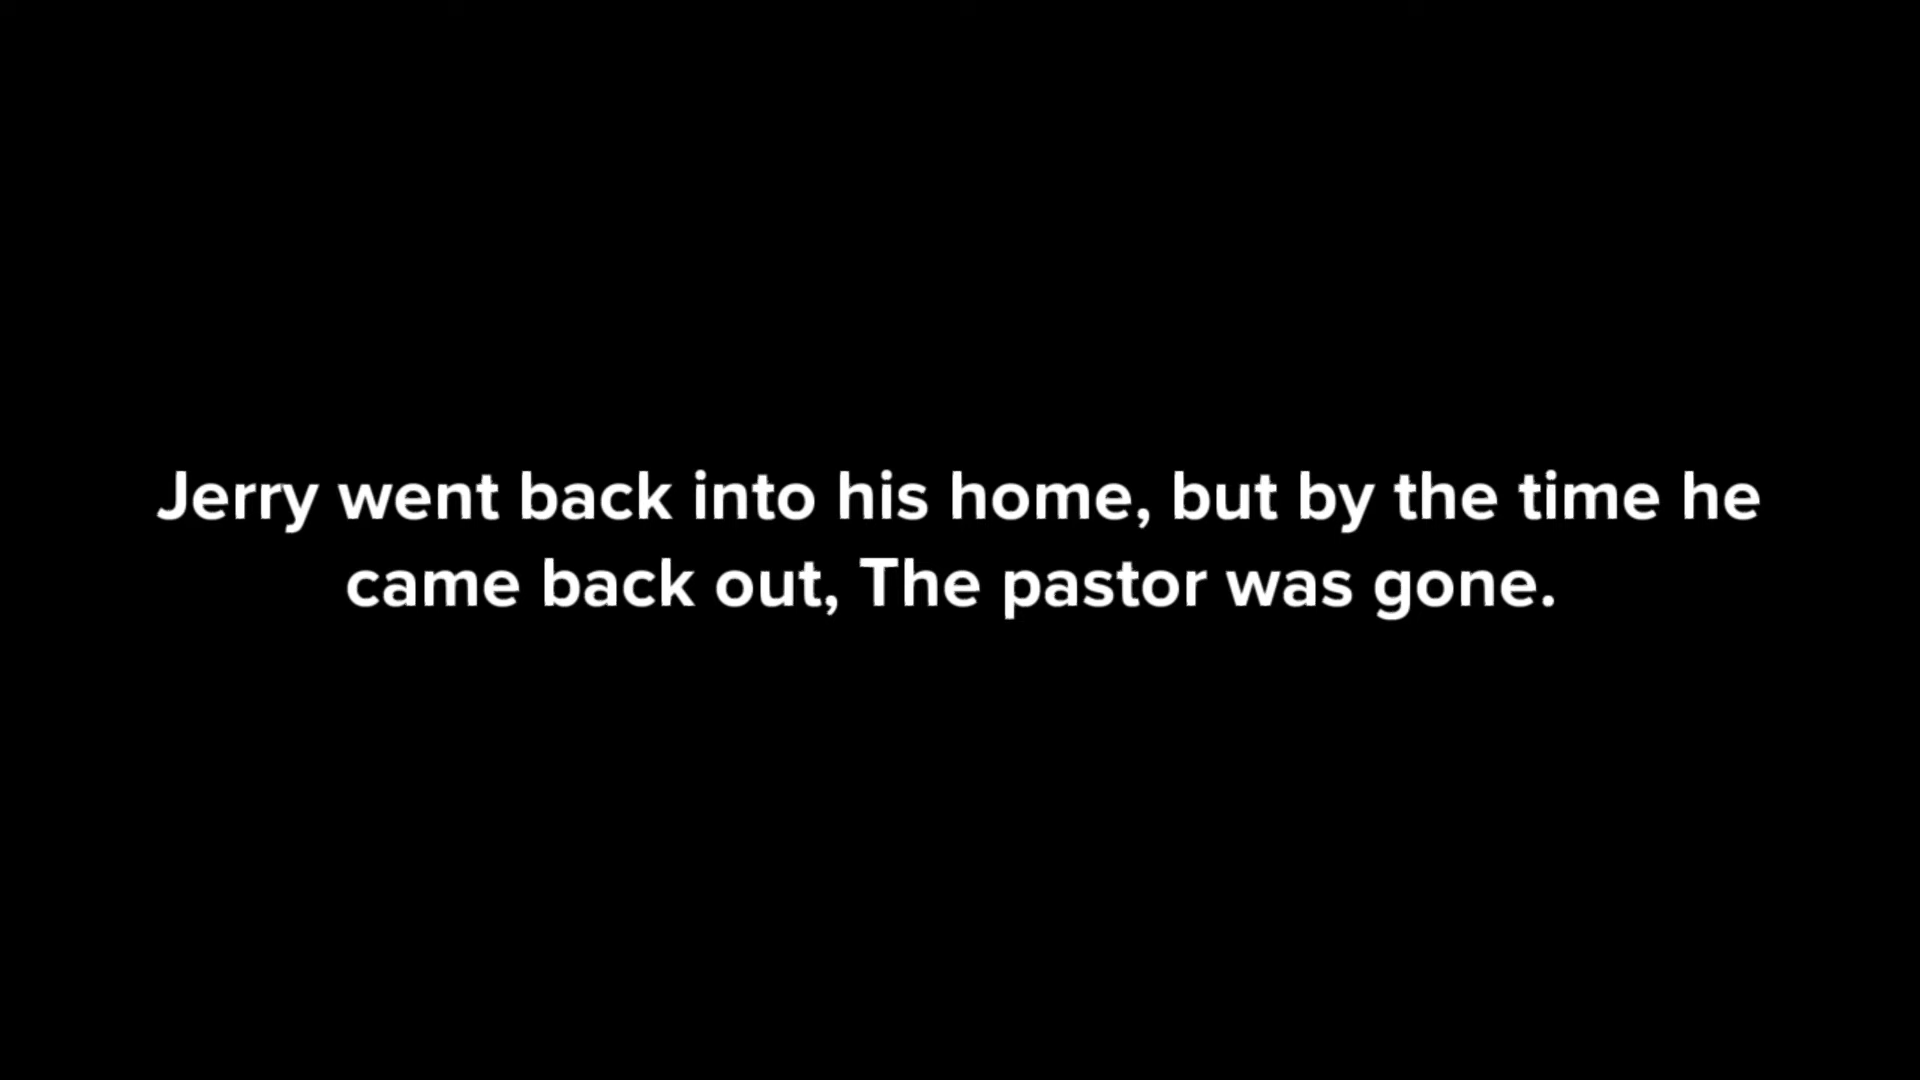 Jerry went back into his home, but by the time he
came back out, The pastor was gone.